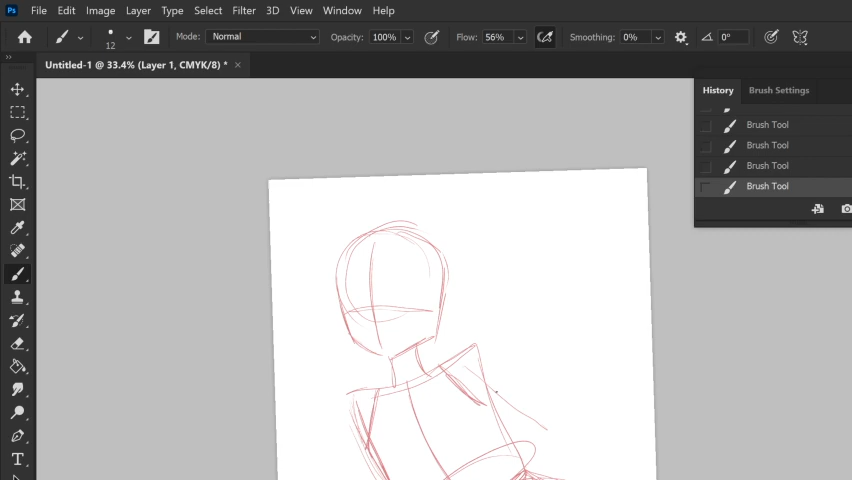 Ps File Edit Image Layer Type Select Filter 3D View Window Help
12 Mode: Normal Opacity: 100% Flow: 56% Smoothing: 0% 0°
Untitled-1 @ 33.4% (Layer 1, CMYK/8) * ×
History Brush Settings
Brush Tool
Brush Tool
Brush Tool
Brush Tool